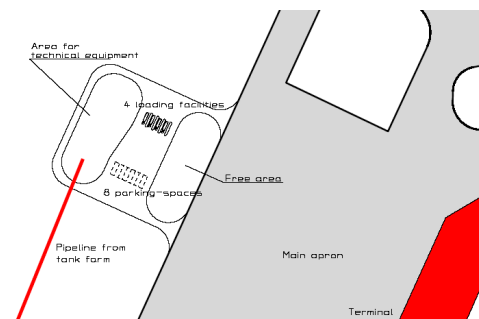 Area for
technical equipment
4 loading facilities
Free area
8 parking-spaces
Pipeline from
tank farm
Main apron
Terminal